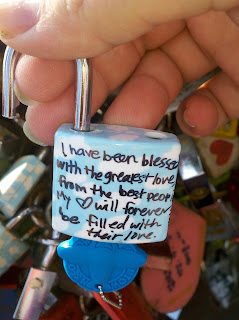 I have been blessed
with the greatest love
from the best people
My ♡ will forever
be filled with
their love.